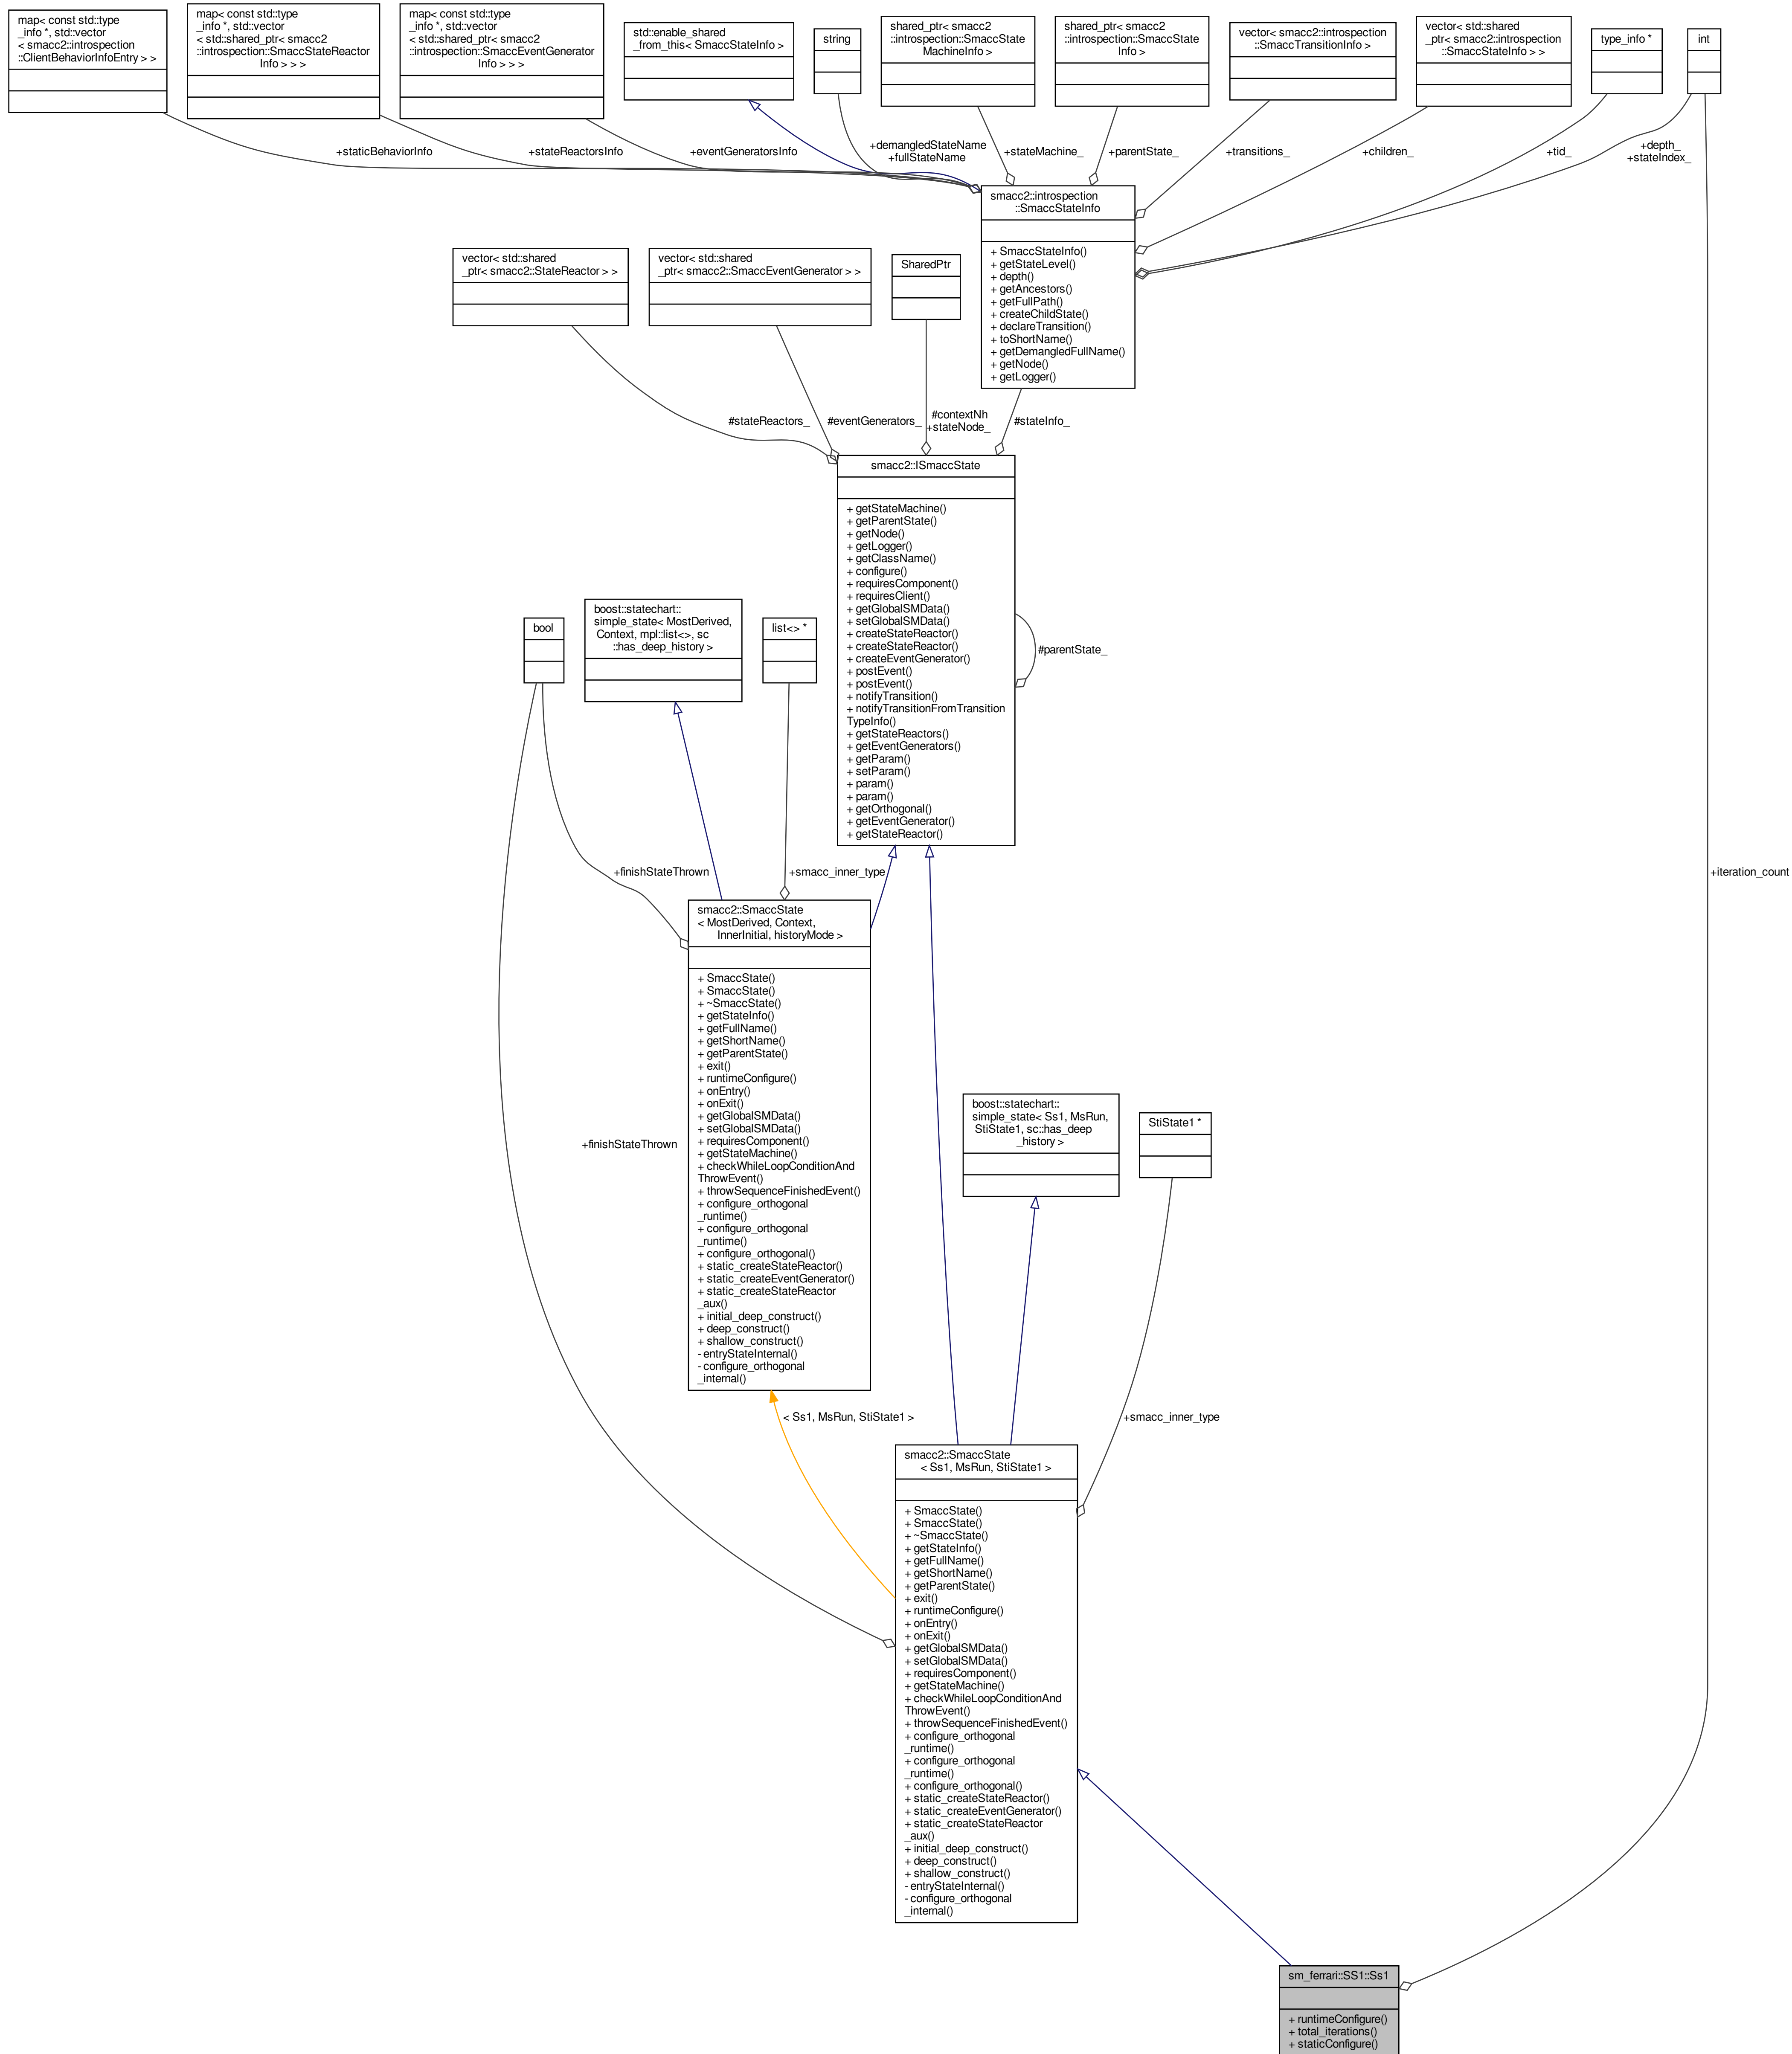 map< const std::type
_info *, std::vector
< smacc2::introspection
::ClientBehaviorInfoEntry > >
map< const std::type
_info *, std::vector
< std::shared_ptr< smacc2
::introspection::SmaccStateReactor
Info > > >
map< const std::type
_info *, std::vector
< std::shared_ptr< smacc2
::introspection::SmaccEventGenerator
Info > > >
std::enable_shared
_from_this< SmaccStateInfo >
string
shared_ptr< smacc2
::introspection::SmaccState
MachineInfo >
shared_ptr< smacc2
::introspection::SmaccState
Info >
vector< smacc2::introspection
::SmaccTransitionInfo >
vector< std::shared
_ptr< smacc2::introspection
::SmaccStateInfo > >
type_info *
int
+staticBehaviorInfo
+stateReactorsInfo
+eventGeneratorsInfo
+demangledStateName
+fullStateName
+stateMachine_
+parentState_
+transitions_
+children_
+tid_
+depth_
+stateIndex_
smacc2::introspection
::SmaccStateInfo
+ SmaccStateInfo()
+ getStateLevel()
+ depth()
+ getAncestors()
+ getFullPath()
+ createChildState()
+ declareTransition()
+ toShortName()
+ getDemangledFullName()
+ getNode()
+ getLogger()
vector< std::shared
_ptr< smacc2::StateReactor > >
vector< std::shared
_ptr< smacc2::SmaccEventGenerator > >
SharedPtr
#stateReactors_
#eventGenerators_
#contextNh
+stateNode_
#stateInfo_
smacc2::ISmaccState
+ getStateMachine()
+ getParentState()
+ getNode()
+ getLogger()
+ getClassName()
+ configure()
+ requiresComponent()
+ requiresClient()
+ getGlobalSMData()
+ setGlobalSMData()
+ createStateReactor()
+ createStateReactor()
+ createEventGenerator()
+ postEvent()
+ postEvent()
+ notifyTransition()
+ notifyTransitionFromTransition
TypeInfo()
+ getStateReactors()
+ getEventGenerators()
+ getParam()
+ setParam()
+ param()
+ param()
+ getOrthogonal()
+ getEventGenerator()
+ getStateReactor()
#parentState_
bool
boost::statechart::
simple_state< MostDerived,
Context, mpl::list<>, sc
::has_deep_history >
list<> *
+finishStateThrown
+smacc_inner_type
+iteration_count
smacc2::SmaccState
< MostDerived, Context,
InnerInitial, historyMode >
+ SmaccState()
+ SmaccState()
+ ~SmaccState()
+ getStateInfo()
+ getFullName()
+ getShortName()
+ getParentState()
+ exit()
+ runtimeConfigure()
+ onEntry()
+ onExit()
+ getGlobalSMData()
+ setGlobalSMData()
+ requiresComponent()
+ getStateMachine()
+ checkWhileLoopConditionAnd
ThrowEvent()
+ throwSequenceFinishedEvent()
+ configure_orthogonal
_runtime()
+ configure_orthogonal
_runtime()
+ configure_orthogonal()
+ static_createStateReactor()
+ static_createEventGenerator()
+ static_createStateReactor
_aux()
+ initial_deep_construct()
+ deep_construct()
+ shallow_construct()
- entryStateInternal()
- configure_orthogonal
_internal()
+finishStateThrown
boost::statechart::
simple_state< Ss1, MsRun,
StiState1, sc::has_deep
_history >
StiState1 *
< Ss1, MsRun, StiState1 >
+smacc_inner_type
smacc2::SmaccState
< Ss1, MsRun, StiState1 >
+ SmaccState()
+ SmaccState()
+ ~SmaccState()
+ getStateInfo()
+ getFullName()
+ getShortName()
+ getParentState()
+ exit()
+ runtimeConfigure()
+ onEntry()
+ onExit()
+ getGlobalSMData()
+ setGlobalSMData()
+ requiresComponent()
+ getStateMachine()
+ checkWhileLoopConditionAnd
ThrowEvent()
+ throwSequenceFinishedEvent()
+ configure_orthogonal
_runtime()
+ configure_orthogonal
_runtime()
+ configure_orthogonal()
+ static_createStateReactor()
+ static_createEventGenerator()
+ static_createStateReactor
_aux()
+ initial_deep_construct()
+ deep_construct()
+ shallow_construct()
- entryStateInternal()
- configure_orthogonal
_internal()
sm_ferrari::SS1::Ss1
+ runtimeConfigure()
+ total_iterations()
+ staticConfigure()